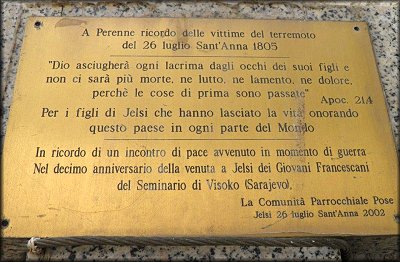 A Perenne ricordo delle vittime del terremoto
del 26 luglio Sant'Anna 1805
"Dio asciugherà ogni lacrima dagli occhi dei suoi figli e
non ci sarà più morte, ne lutto, ne lamento, ne dolore,
perchè le cose di prima sono passate"
Apoc. 21,4
Per i figli di Jelsi che hanno lasciato la vità onorando
questo paese in ogni parte del Mondo
In ricordo di un incontro di pace avvenuto in momento di guerra.
Nel decimo anniversario della venuta a Jelsi dei Giovani Francescani
del Seminario di Visoko (Sarajevo),
La Comunità Parrocchiale Pose
Jelsi 26 luglio Sant'Anna 2002